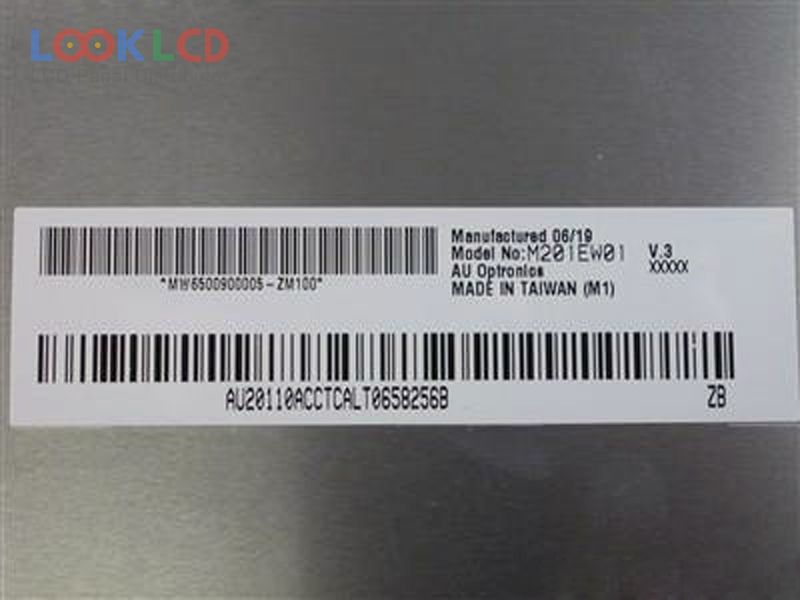 LOOKLCD
Manufactured 06/19
Model No:M201EW01 V.3
AU Optronics XXXXX
MADE IN TAIWAN (M1)
*MW6500900005-ZM100*
AU20110ACCTCALT0658256B ZB